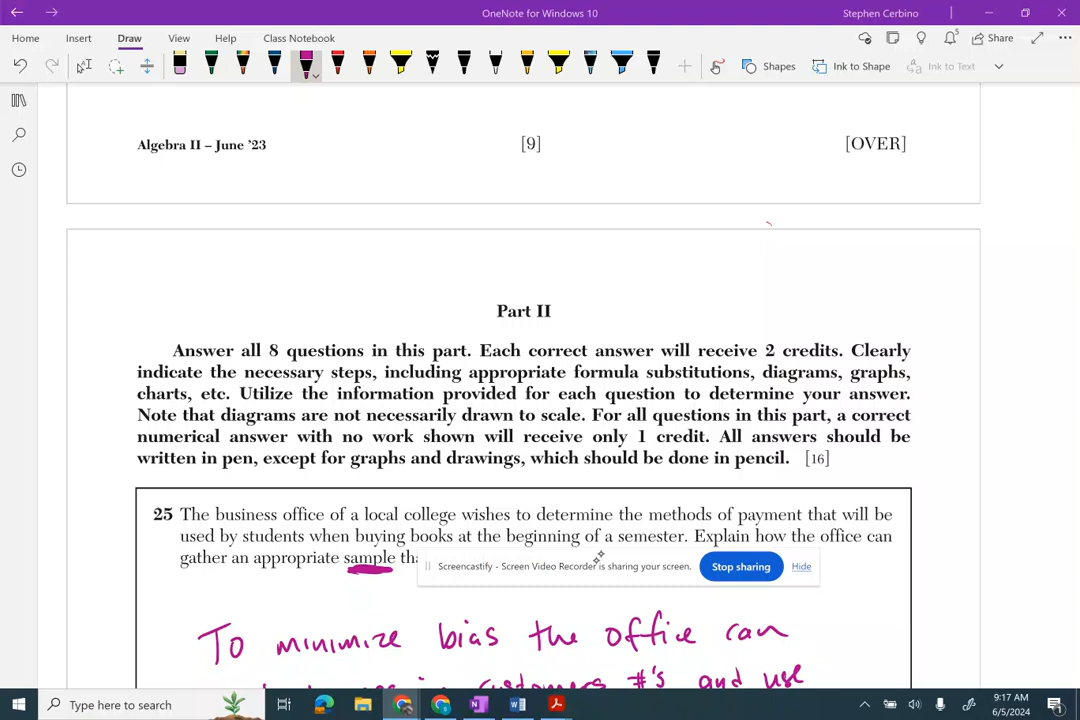 OneNote for Windows 10
Stephen Cerbino
Home Insert Draw View Help Class Notebook
5
Share
Shapes Ink to Shape Ink to Text
Algebra II – June ’23 [9] [OVER]
Part II
Answer all 8 questions in this part. Each correct answer will receive 2 credits. Clearly
indicate the necessary steps, including appropriate formula substitutions, diagrams, graphs,
charts, etc. Utilize the information provided for each question to determine your answer.
Note that diagrams are not necessarily drawn to scale. For all questions in this part, a correct
numerical answer with no work shown will receive only 1 credit. All answers should be
written in pen, except for graphs and drawings, which should be done in pencil. [16]
25 The business office of a local college wishes to determine the methods of payment that will be
used by students when buying books at the beginning of a semester. Explain how the office can
gather an appropriate sample
Screencastify - Screen Video Recorder is sharing your screen. Stop sharing Hide
To minimize bias the office can
customers #'s and use
Type here to search
9:17 AM
6/5/2024
1